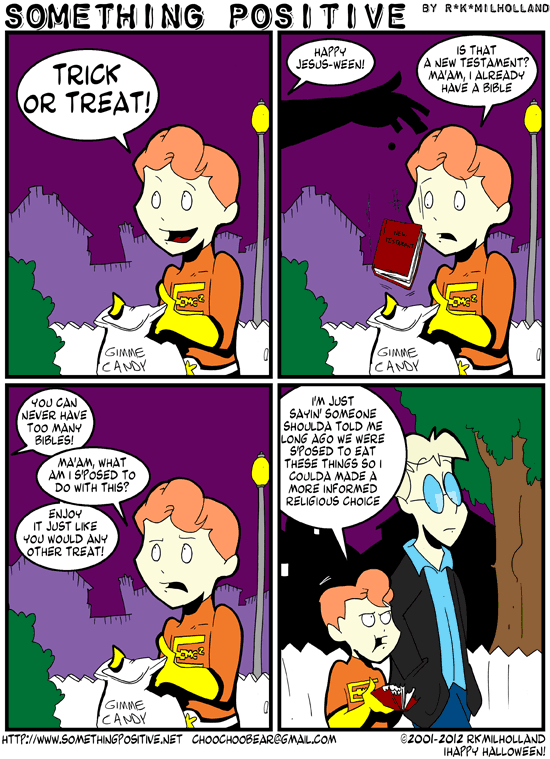 SOMETHING POSITIVE BY R*K*MILHOLLAND
TRICK
OR TREAT!
GIMME
CANDY
HAPPY
JESUS-WEEN!
IS THAT
A NEW TESTAMENT?
MA'AM, I ALREADY
HAVE A BIBLE
NEW
TESTAMENT
GIMME
CANDY
YOU CAN
NEVER HAVE
TOO MANY
BIBLES!
MA'AM, WHAT
AM I S'POSED TO
DO WITH THIS?
ENJOY
IT JUST LIKE
YOU WOULD ANY
OTHER TREAT!
GIMME
CANDY
I'M JUST
SAYIN' SOMEONE
SHOULDA TOLD ME
LONG AGO WE WERE
S'POSED TO EAT
THESE THINGS SO I
COULDA MADE A
MORE INFORMED
RELIGIOUS CHOICE
HTTP://WWW.SOMETHINGPOSITIVE.NET CHOOCHOOBEAR@GMAIL.COM ©2001-2012 RKMILHOLLAND
!HAPPY HALLOWEEN!